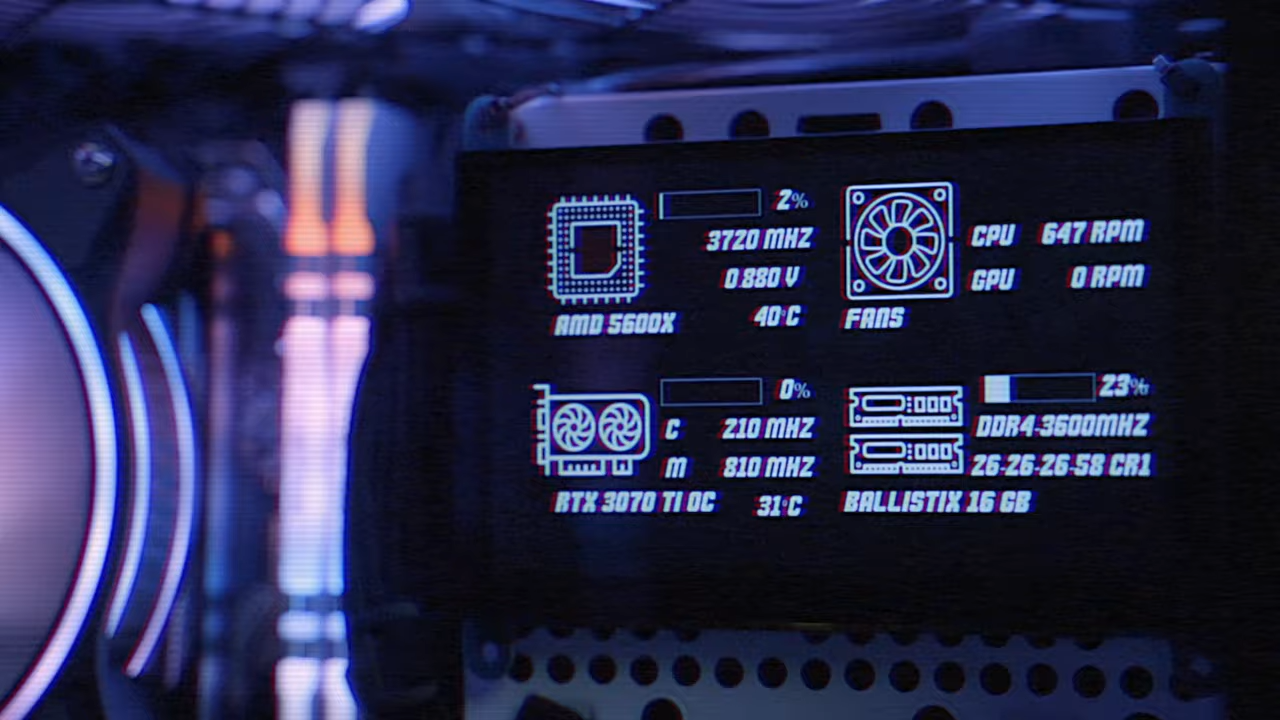 2%
3720 MHZ
0.880 V
40°C
AMD 5600X
CPU 647 RPM
GPU 0 RPM
FANS
0%
C 210 MHZ
M 810 MHZ
RTX 3070 TI OC 31°C
23%
DDR4-3600MHZ
26-26-26-58 CR1
BALLISTIX 16 GB